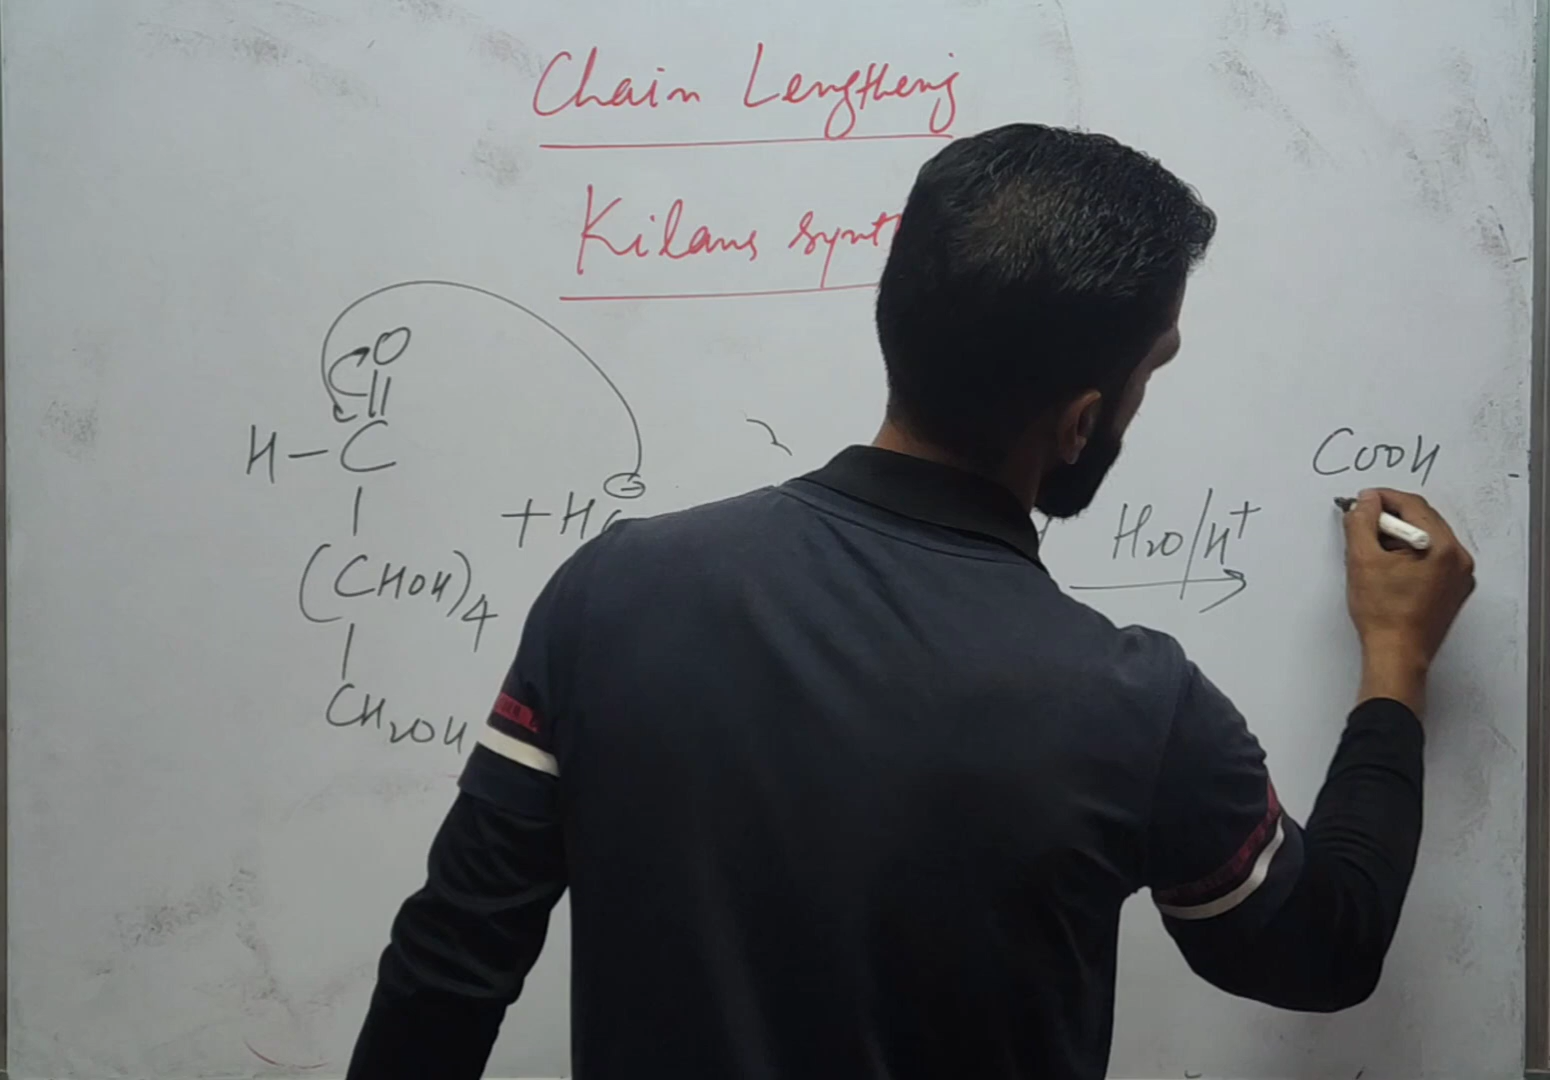 Chain Lengthenig
Kilans synt
O
||
H-C
|
(CHOH)4
|
CH2OH
+H
⊖
H2O/H+
COOH